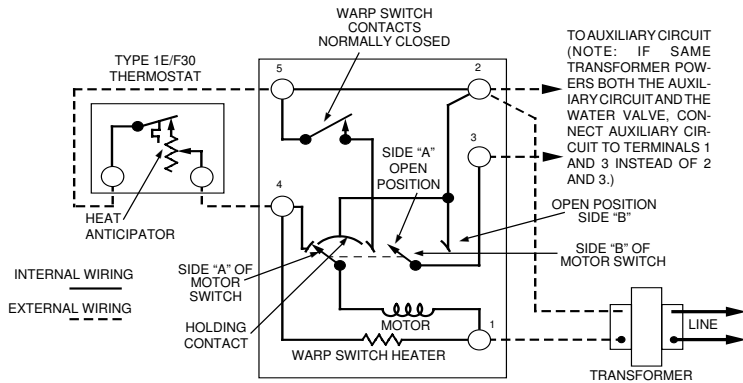 WARP SWITCH
CONTACTS
NORMALLY CLOSED
TYPE 1E/F30
THERMOSTAT
TO AUXILIARY CIRCUIT
(NOTE: IF SAME
TRANSFORMER POW-
ERS BOTH THE AUXIL-
IARY CIRCUIT AND THE
WATER VALVE, CON-
NECT AUXILIARY CIR-
CUIT TO TERMINALS 1
AND 3 INSTEAD OF 2
AND 3.)
5
2
3
SIDE "A"
OPEN
POSITION
4
HEAT
ANTICIPATOR
OPEN POSITION
SIDE "B"
SIDE "B" OF
MOTOR SWITCH
SIDE "A" OF
MOTOR
SWITCH
INTERNAL WIRING
EXTERNAL WIRING
HOLDING
CONTACT
MOTOR
1
WARP SWITCH HEATER
LINE
TRANSFORMER